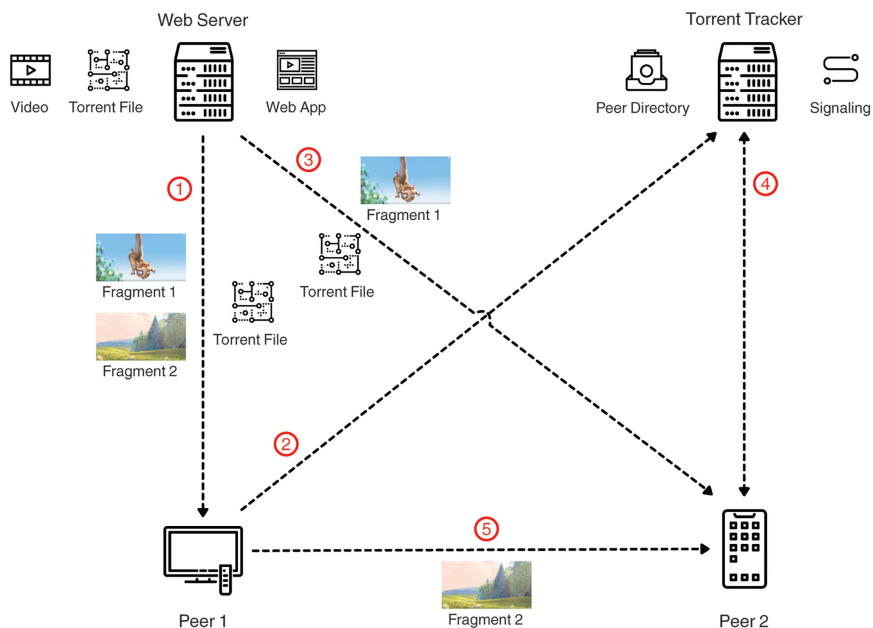 Web Server
Torrent Tracker
Video
Torrent File
Web App
Peer Directory
Signaling
1
3
4
Fragment 1
Fragment 1
Torrent File
Torrent File
Fragment 2
2
5
Fragment 2
Peer 1
Peer 2